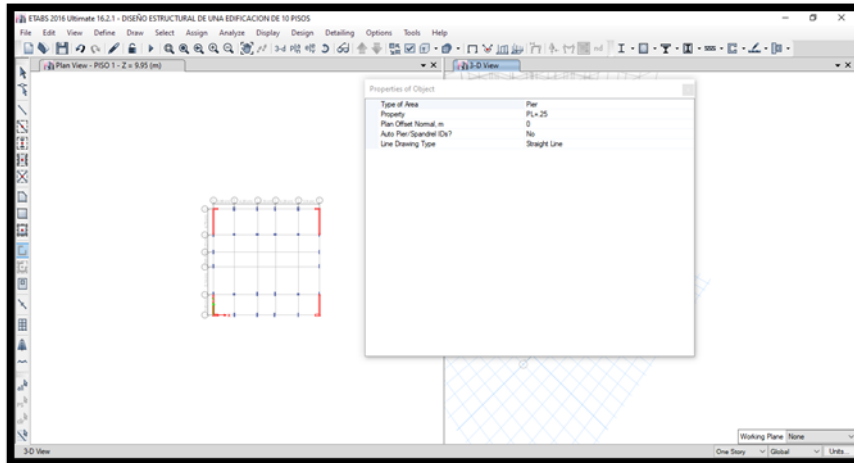 ETABS 2016 Ultimate 16.2.1 - DISEÑO ESTRUCTURAL DE UNA EDIFICACION DE 10 PISOS
File Edit View Define Draw Select Assign Analyze Display Design Detailing Options Tools Help
3-d
nd
Plan View - PISO 1 - Z = 9.95 (m)
3-D View
Properties of Object
Type of Area Pier
Property PL=.25
Plan Offset Normal, m 0
Auto Pier/Spandrel IDs? No
Line Drawing Type Straight Line
Working Plane None
3-D View One Story Global Units...